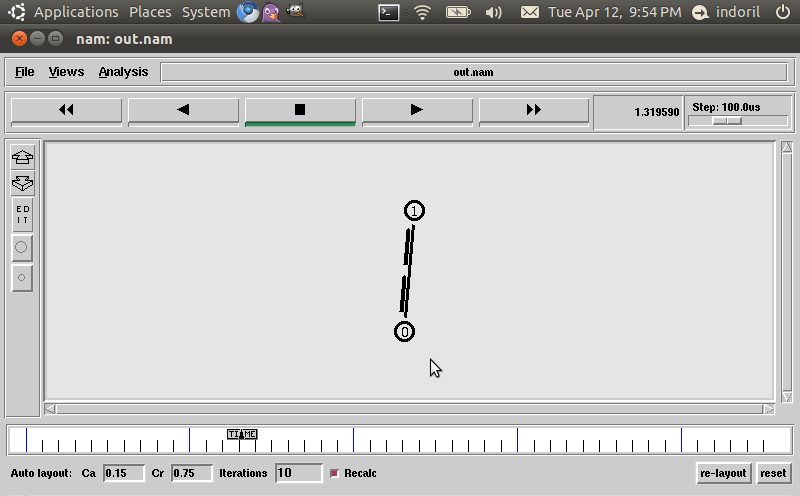 Applications Places System Tue Apr 12, 9:54 PM indoril
nam: out.nam
File Views Analysis out.nam
1.319590 Step: 100.0us
ED
IT
1
0
TIME
Auto layout: Ca 0.15 Cr 0.75 Iterations 10 Recalc re-layout reset